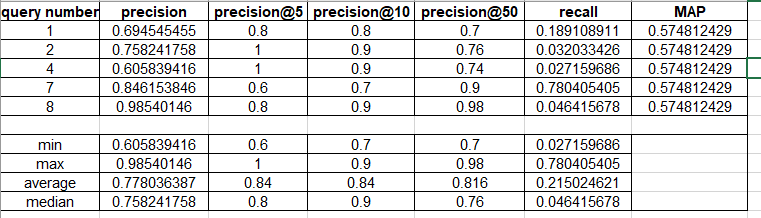 query number precision precision@5 precision@10 precision@50 recall MAP
1 0.694545455 0.8 0.8 0.7 0.189108911 0.574812429
2 0.758241758 1 0.9 0.76 0.032033426 0.574812429
4 0.605839416 1 0.9 0.74 0.027159686 0.574812429
7 0.846153846 0.6 0.7 0.9 0.780405405 0.574812429
8 0.98540146 0.8 0.9 0.98 0.046415678 0.574812429
min 0.605839416 0.6 0.7 0.7 0.027159686
max 0.98540146 1 0.9 0.98 0.780405405
average 0.778036387 0.84 0.84 0.816 0.215024621
median 0.758241758 0.8 0.9 0.76 0.046415678